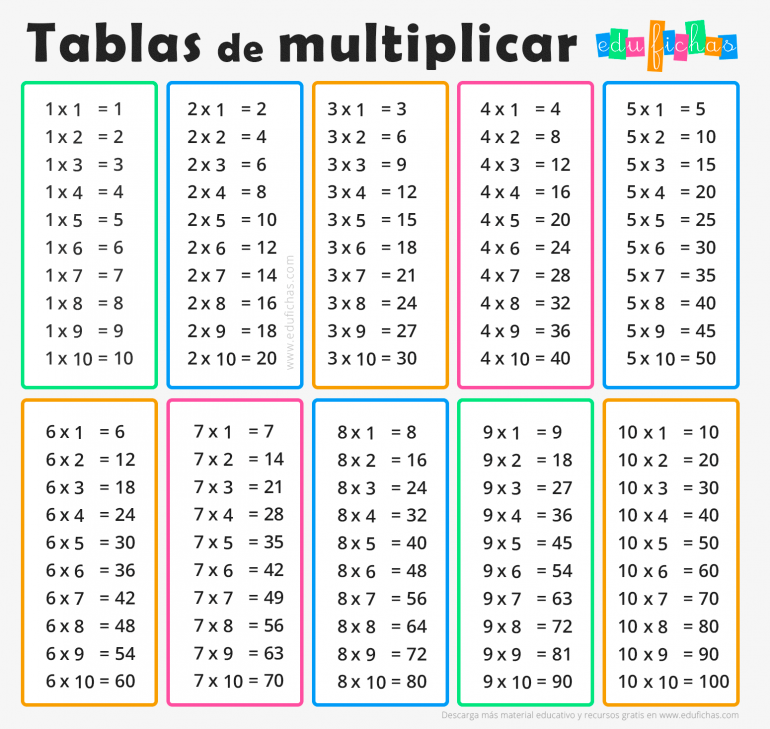 Tablas de multiplicar
edufichas
1 x 1 = 1
1 x 2 = 2
1 x 3 = 3
1 x 4 = 4
1 x 5 = 5
1 x 6 = 6
1 x 7 = 7
1 x 8 = 8
1 x 9 = 9
1 x 10 = 10
2 x 1 = 2
2 x 2 = 4
2 x 3 = 6
2 x 4 = 8
2 x 5 = 10
2 x 6 = 12
2 x 7 = 14
2 x 8 = 16
2 x 9 = 18
2 x 10 = 20
www.edufichas.com
3 x 1 = 3
3 x 2 = 6
3 x 3 = 9
3 x 4 = 12
3 x 5 = 15
3 x 6 = 18
3 x 7 = 21
3 x 8 = 24
3 x 9 = 27
3 x 10 = 30
4 x 1 = 4
4 x 2 = 8
4 x 3 = 12
4 x 4 = 16
4 x 5 = 20
4 x 6 = 24
4 x 7 = 28
4 x 8 = 32
4 x 9 = 36
4 x 10 = 40
5 x 1 = 5
5 x 2 = 10
5 x 3 = 15
5 x 4 = 20
5 x 5 = 25
5 x 6 = 30
5 x 7 = 35
5 x 8 = 40
5 x 9 = 45
5 x 10 = 50
6 x 1 = 6
6 x 2 = 12
6 x 3 = 18
6 x 4 = 24
6 x 5 = 30
6 x 6 = 36
6 x 7 = 42
6 x 8 = 48
6 x 9 = 54
6 x 10 = 60
7 x 1 = 7
7 x 2 = 14
7 x 3 = 21
7 x 4 = 28
7 x 5 = 35
7 x 6 = 42
7 x 7 = 49
7 x 8 = 56
7 x 9 = 63
7 x 10 = 70
8 x 1 = 8
8 x 2 = 16
8 x 3 = 24
8 x 4 = 32
8 x 5 = 40
8 x 6 = 48
8 x 7 = 56
8 x 8 = 64
8 x 9 = 72
8 x 10 = 80
9 x 1 = 9
9 x 2 = 18
9 x 3 = 27
9 x 4 = 36
9 x 5 = 45
9 x 6 = 54
9 x 7 = 63
9 x 8 = 72
9 x 9 = 81
9 x 10 = 90
10 x 1 = 10
10 x 2 = 20
10 x 3 = 30
10 x 4 = 40
10 x 5 = 50
10 x 6 = 60
10 x 7 = 70
10 x 8 = 80
10 x 9 = 90
10 x 10 = 100
Descarga más material educativo y recursos gratis en www.edufichas.com